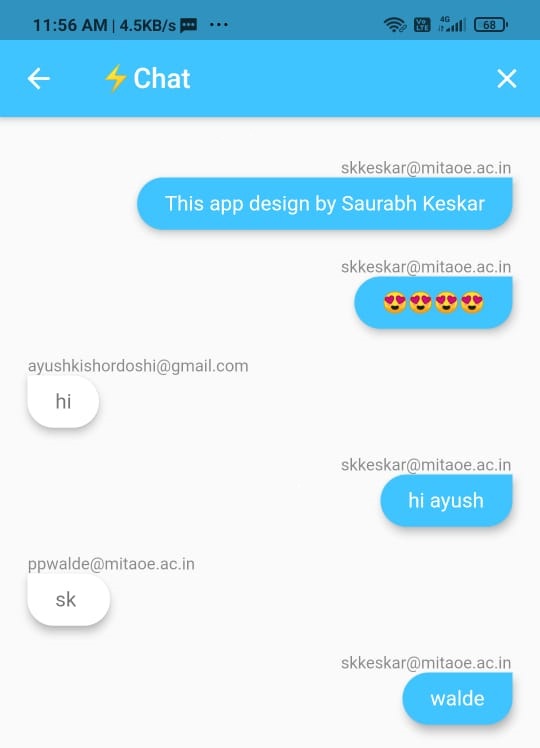 11:56 AM | 4.5KB/s 💬 ··· Vo LTE 4G 68
⚡Chat
skkeskar@mitaoe.ac.in
This app design by Saurabh Keskar
skkeskar@mitaoe.ac.in
😍😍😍😍
ayushkishordoshi@gmail.com
hi
skkeskar@mitaoe.ac.in
hi ayush
ppwalde@mitaoe.ac.in
sk
skkeskar@mitaoe.ac.in
walde